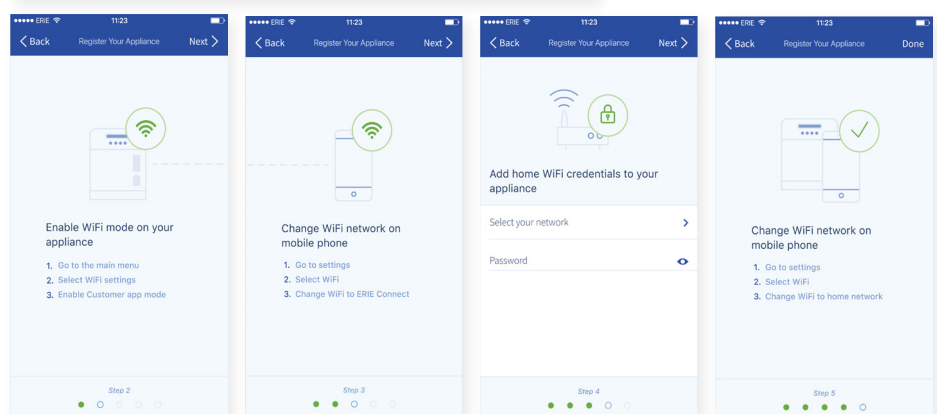 ERIE 11:23
Back Register Your Appliance Next
Enable WiFi mode on your
appliance
1. Go to the main menu
2. Select WiFi settings
3. Enable Customer app mode
Step 2
ERIE 11:23
Back Register Your Appliance Next
Change WiFi network on
mobile phone
1. Go to settings
2. Select WiFi
3. Change WiFi to ERIE Connect
Step 3
ERIE 11:23
Back Register Your Appliance Next
Add home WiFi credentials to your
appliance
Select your network
Password
Step 4
ERIE 11:23
Back Register Your Appliance Done
Change WiFi network on
mobile phone
1. Go to settings
2. Select WiFi
3. Change WiFi to home network
Step 5